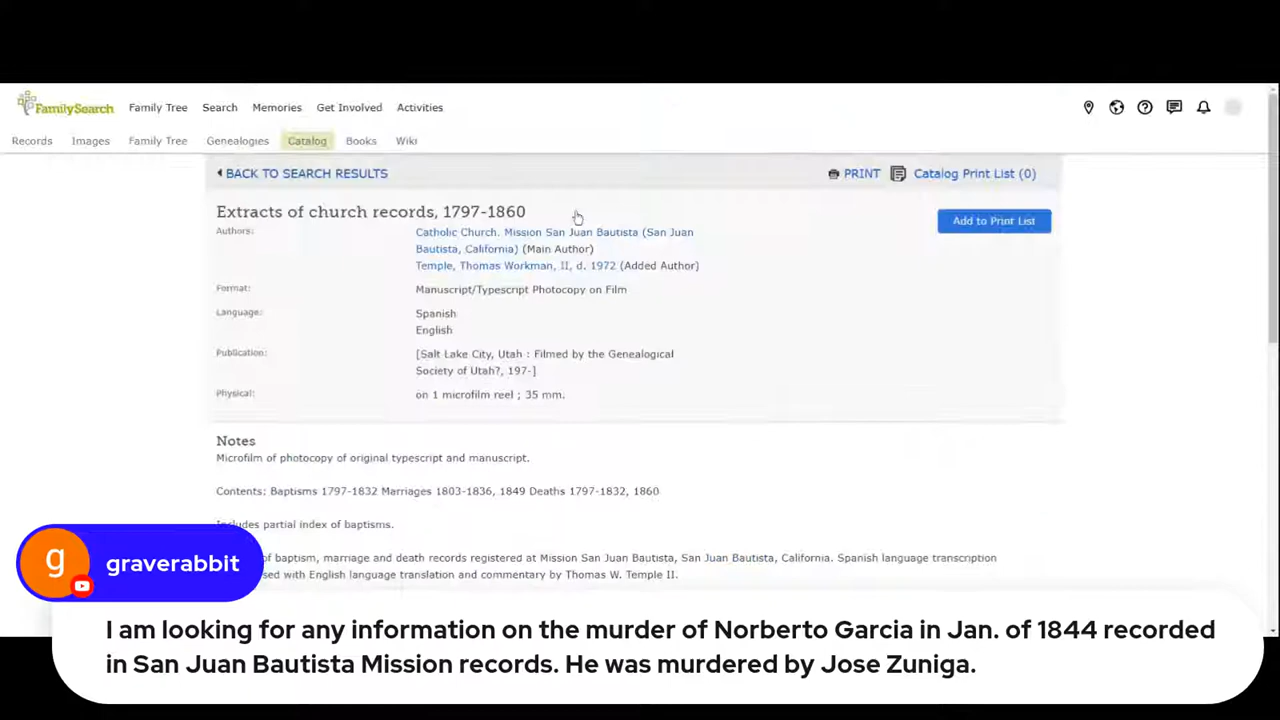 FamilySearch Family Tree Search Memories Get Involved Activities
Records Images Family Tree Genealogies Catalog Books Wiki
BACK TO SEARCH RESULTS PRINT Catalog Print List (0)
Extracts of church records, 1797-1860 Add to Print List
Authors: Catholic Church. Mission San Juan Bautista (San Juan
Bautista, California) (Main Author)
Temple, Thomas Workman, II, d. 1972 (Added Author)
Format: Manuscript/Typescript Photocopy on Film
Language: Spanish
English
Publication: [Salt Lake City, Utah : Filmed by the Genealogical
Society of Utah?, 197-]
Physical: on 1 microfilm reel ; 35 mm.
Notes
Microfilm of photocopy of original typescript and manuscript.
Contents: Baptisms 1797-1832 Marriages 1803-1836, 1849 Deaths 1797-1832, 1860
Includes partial index of baptisms.
of baptism, marriage and death records registered at Mission San Juan Bautista, San Juan Bautista, California. Spanish language transcription
with English language translation and commentary by Thomas W. Temple II.
g graverabbit
I am looking for any information on the murder of Norberto Garcia in Jan. of 1844 recorded
in San Juan Bautista Mission records. He was murdered by Jose Zuniga.